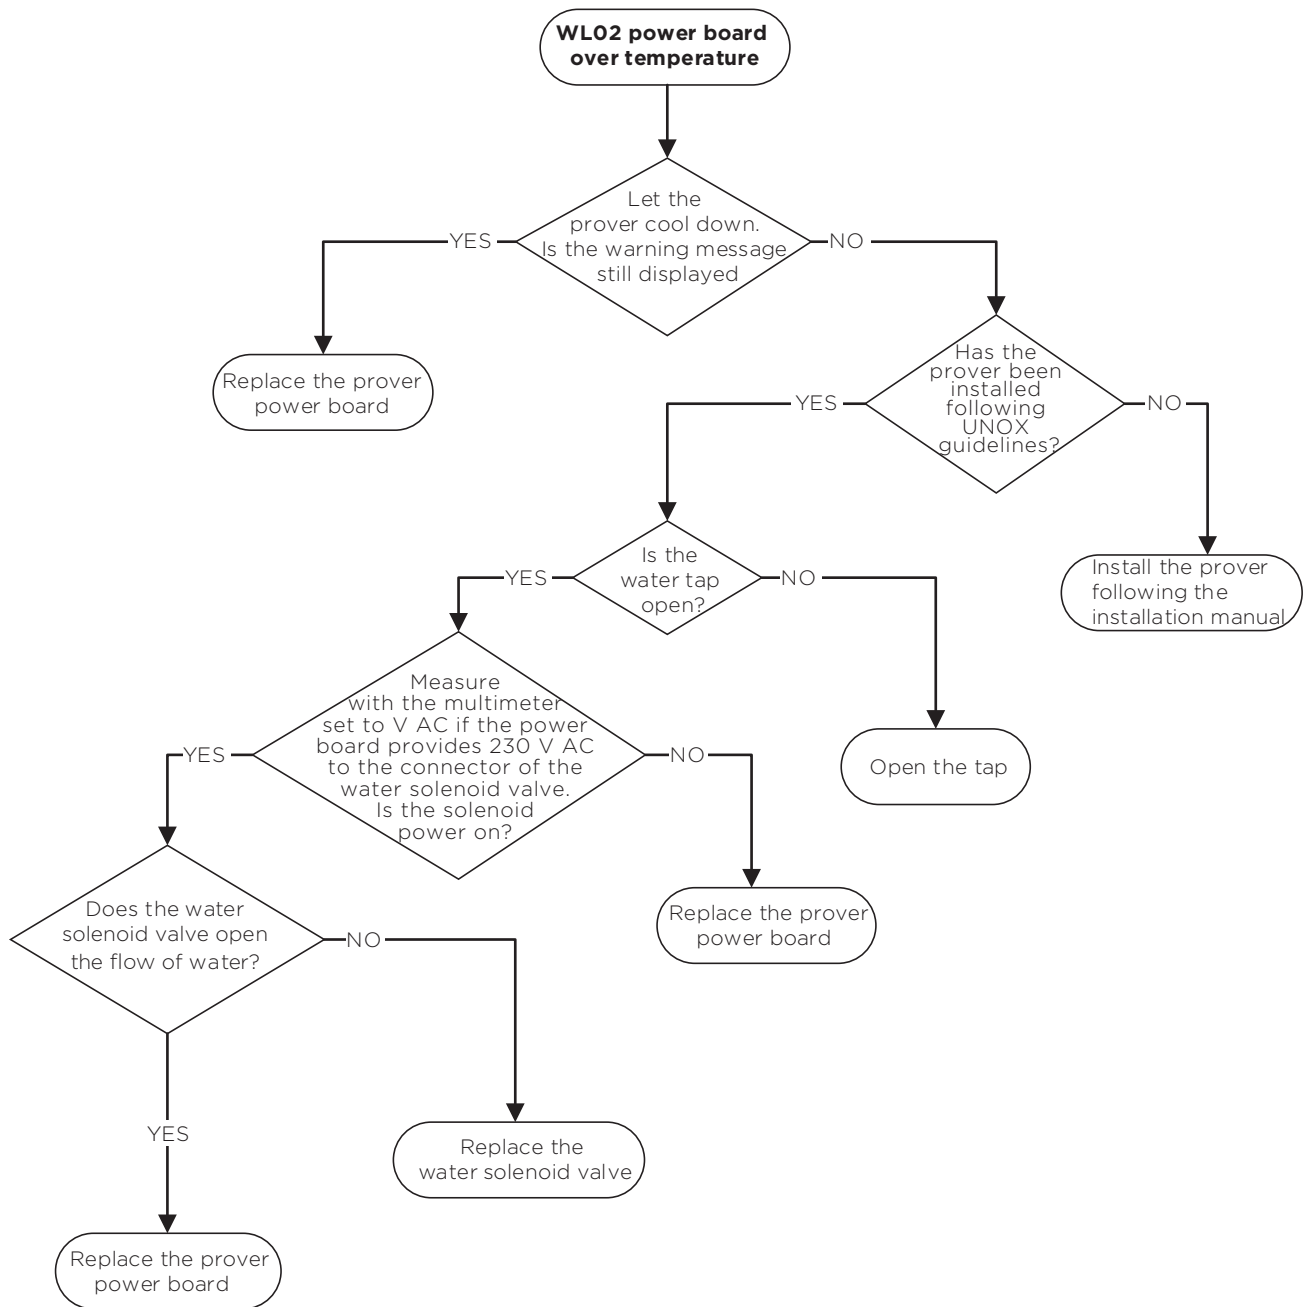 WL02 power board
over temperature
Let the
prover cool down.
Is the warning message
still displayed
YES
NO
Replace the prover
power board
Has the
prover been
installed
following
UNOX
guidelines?
YES
NO
Install the prover
following the
installation manual
Is the
water tap
open?
YES
NO
Open the tap
Measure
with the multimeter
set to V AC if the power
board provides 230 V AC
to the connector of the
water solenoid valve.
Is the solenoid
power on?
YES
NO
Replace the prover
power board
Does the water
solenoid valve open
the flow of water?
NO
YES
Replace the
water solenoid valve
Replace the prover
power board